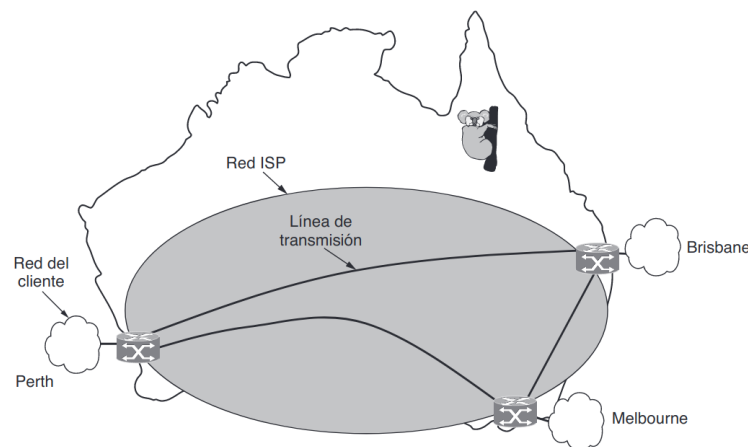 Red ISP
Línea de
transmisión
Brisbane
Red del
cliente
Perth
Melbourne